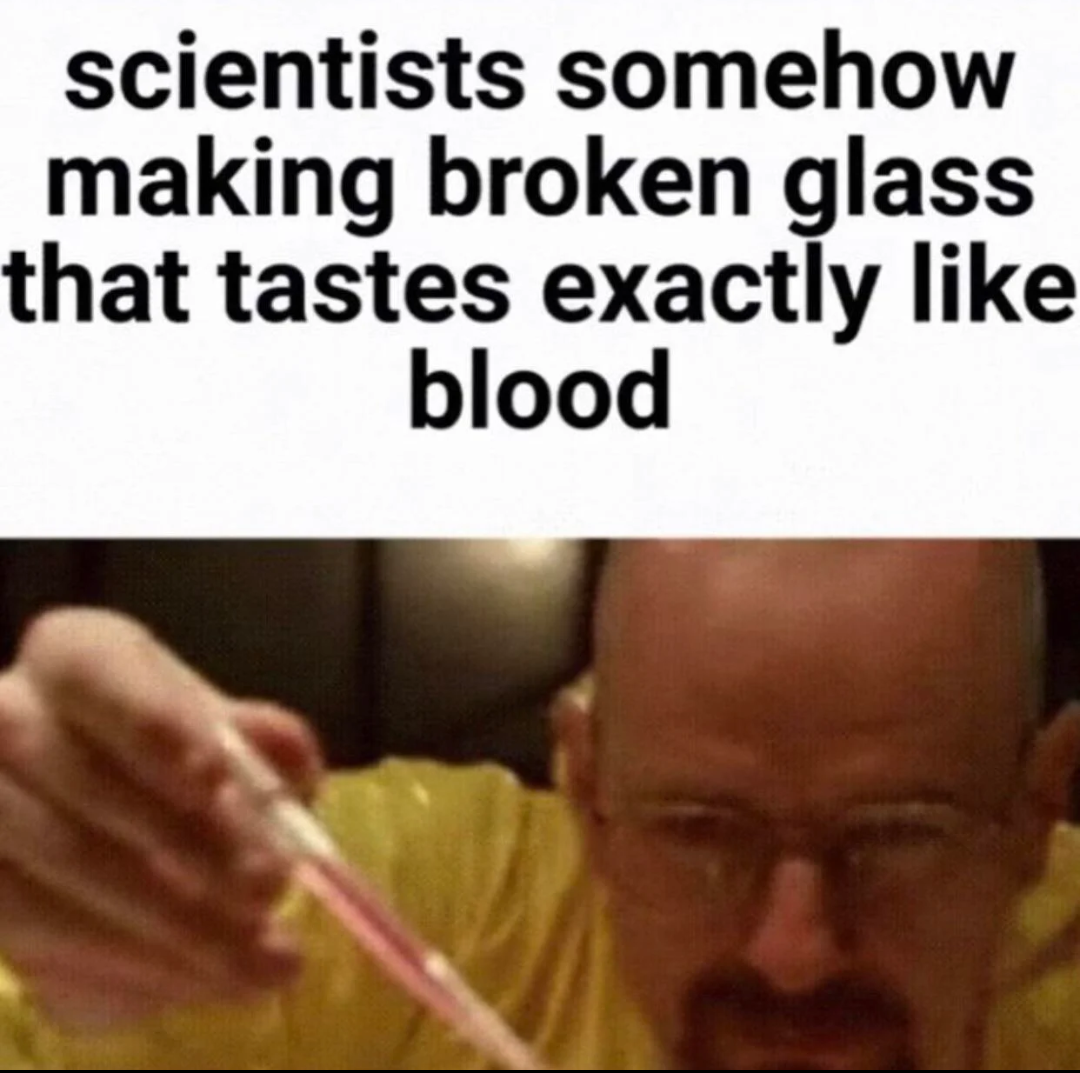 scientists somehow
making broken glass
that tastes exactly like
blood